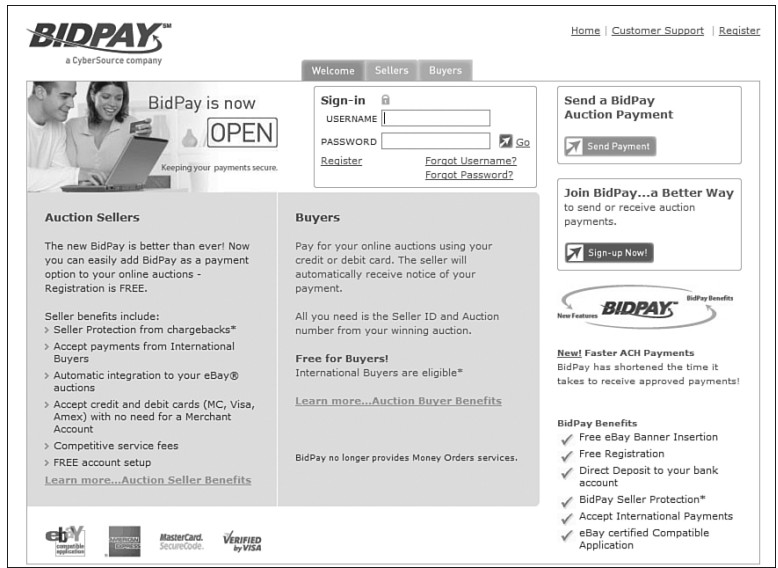 BIDPAY SM
a CyberSource company
Home | Customer Support | Register
Welcome Sellers Buyers
BidPay is now
OPEN
Keeping your payments secure.
Sign-in
USERNAME
PASSWORD Go
Register Forgot Username?
Forgot Password?
Send a BidPay
Auction Payment
Send Payment
Join BidPay...a Better Way
to send or receive auction
payments.
Sign-up Now!
Auction Sellers
The new BidPay is better than ever! Now
you can easily add BidPay as a payment
option to your online auctions -
Registration is FREE.
Seller benefits include:
> Seller Protection from chargebacks*
> Accept payments from International
Buyers
> Automatic integration to your eBay®
auctions
> Accept credit and debit cards (MC, Visa,
Amex) with no need for a Merchant
Account
> Competitive service fees
> FREE account setup
Learn more...Auction Seller Benefits
Buyers
Pay for your online auctions using your
credit or debit card. The seller will
automatically receive notice of your
payment.
All you need is the Seller ID and Auction
number from your winning auction.
Free for Buyers!
International Buyers are eligible*
Learn more...Auction Buyer Benefits
BidPay no longer provides Money Orders services.
BidPay Benefits
BIDPAY
New Features
New! Faster ACH Payments
BidPay has shortened the time it
takes to receive approved payments!
BidPay Benefits
Free eBay Banner Insertion
Free Registration
Direct Deposit to your bank
account
BidPay Seller Protection*
Accept International Payments
eBay certified Compatible
Application
ebY
compatible
application
AMERICAN
EXPRESS
MasterCard.
SecureCode.
VERIFIED
by VISA